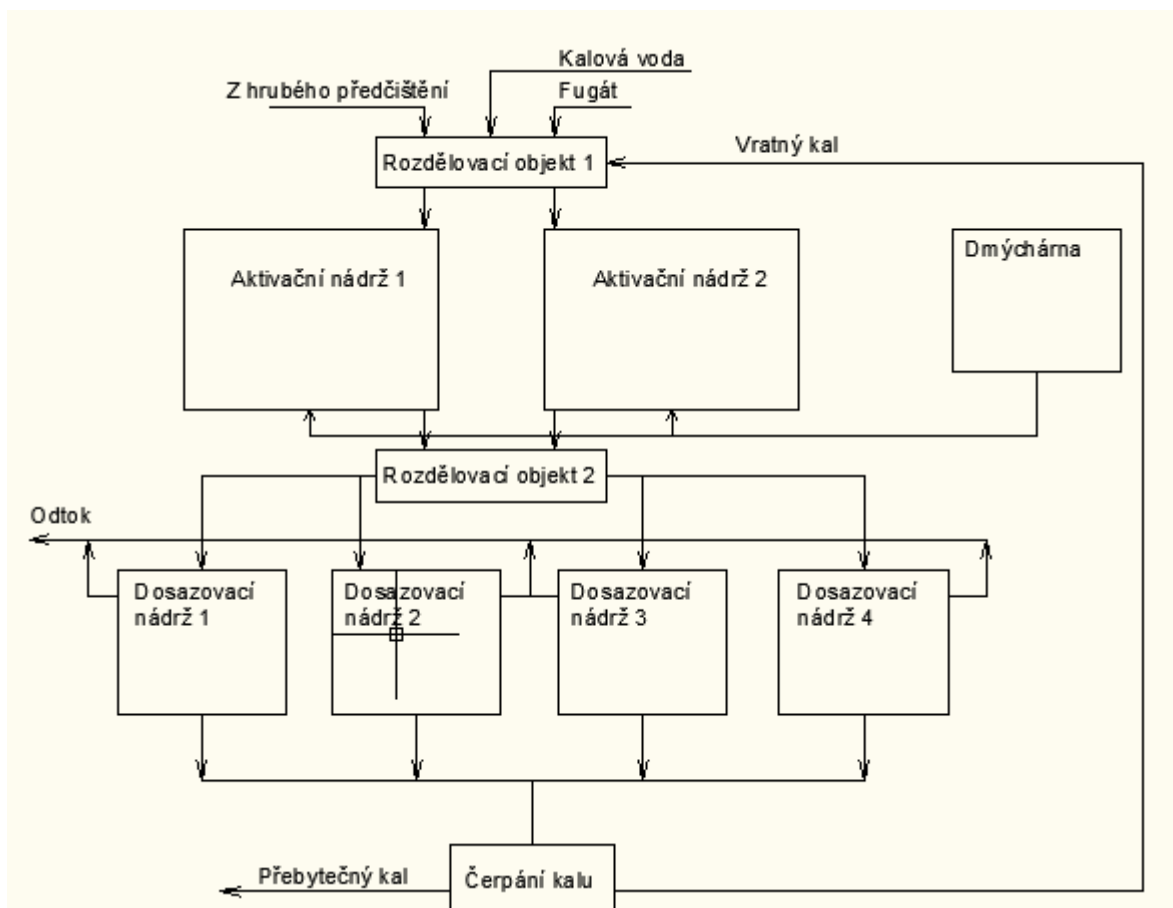 Kalová voda
Z hrubého předčištění
Fugát
Rozdělovací objekt 1
Vratný kal
Aktivační nádrž 1
Aktivační nádrž 2
Dmýchárna
Rozdělovací objekt 2
Odtok
Dosazovací
nádrž 1
Dosazovací
nádrž 2
Dosazovací
nádrž 3
Dosazovací
nádrž 4
Přebytečný kal
Čerpání kalu